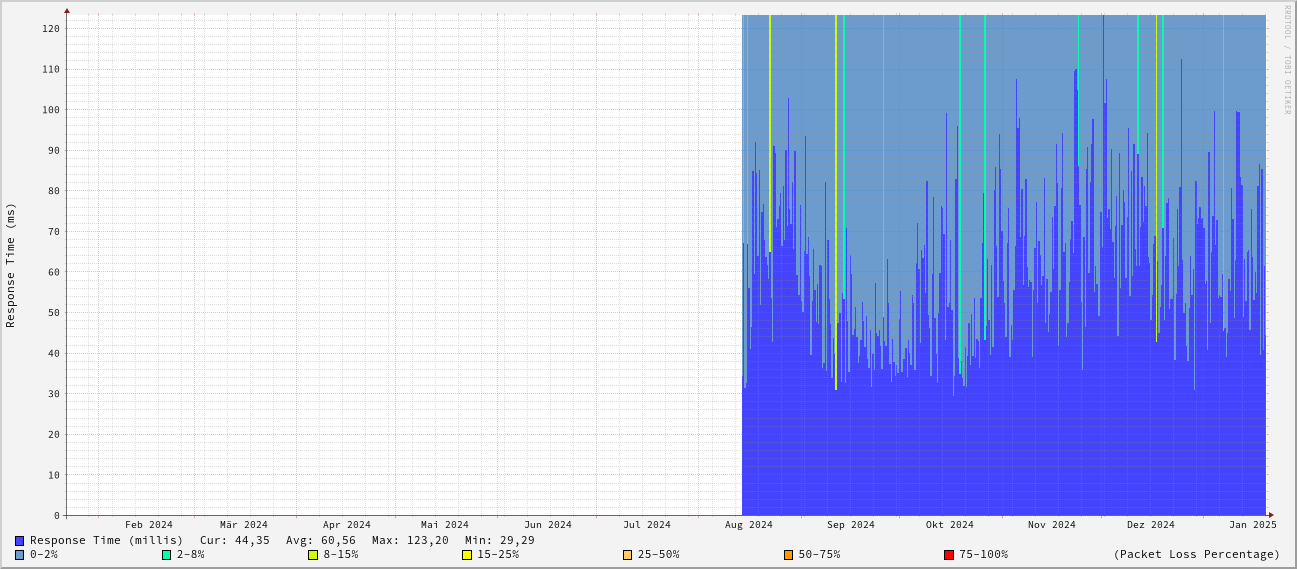 RRDTOOL / TOBI OETIKER
Response Time (ms)
120
110
100
90
80
70
60
50
40
30
20
10
0
Feb 2024 Mär 2024 Apr 2024 Mai 2024 Jun 2024 Jul 2024 Aug 2024 Sep 2024 Okt 2024 Nov 2024 Dez 2024 Jan 2025
Response Time (millis) Cur: 44,35 Avg: 60,56 Max: 123,20 Min: 29,29
0-2% 2-8% 8-15% 15-25% 25-50% 50-75% 75-100% (Packet Loss Percentage)